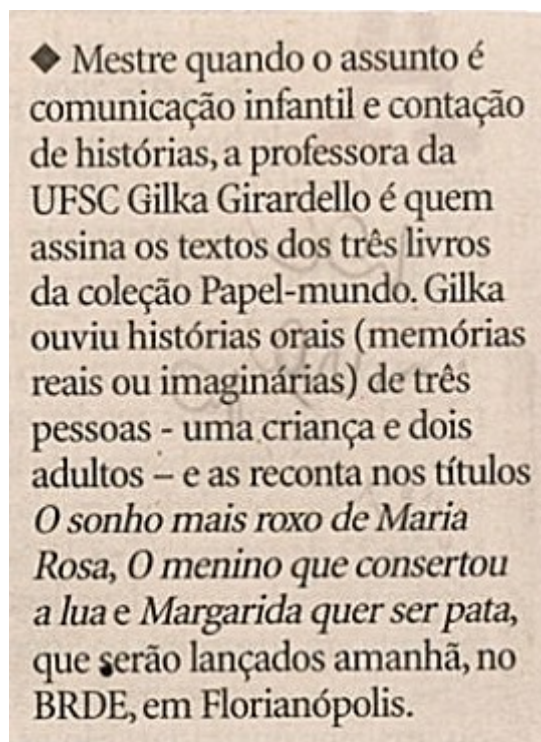 ◆ Mestre quando o assunto é
comunicação infantil e contação
de histórias, a professora da
UFSC Gilka Girardello é quem
assina os textos dos três livros
da coleção Papel-mundo. Gilka
ouviu histórias orais (memórias
reais ou imaginárias) de três
pessoas - uma criança e dois
adultos – e as reconta nos títulos
O sonho mais roxo de Maria
Rosa, O menino que consertou
a lua e Margarida quer ser pata,
que serão lançados amanhã, no
BRDE, em Florianópolis.